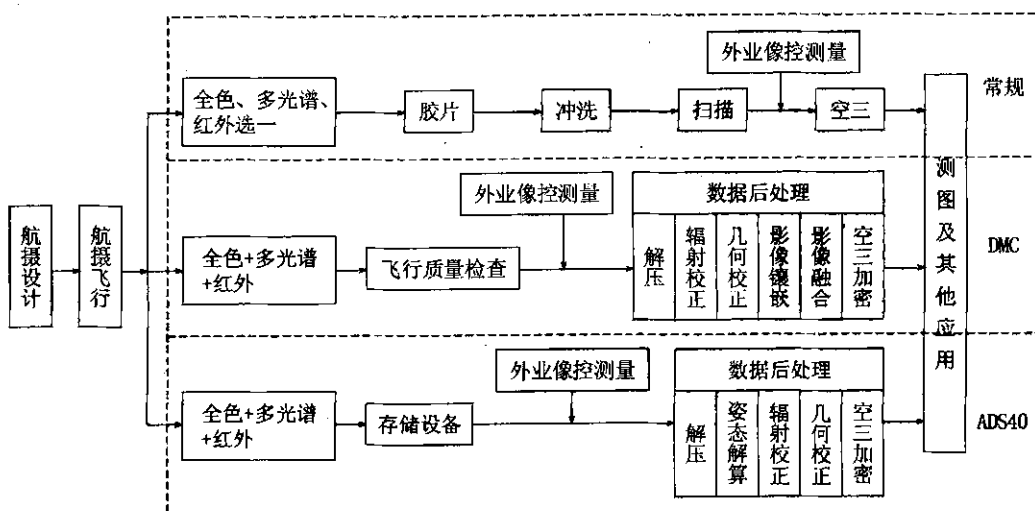 外业像控测量
常规
全色、多光谱、
红外选一
胶片
冲洗
扫描
空三
航摄设计
航摄飞行
外业像控测量
数据后处理
全色+多光谱
+红外
飞行质量检查
解压
辐射校正
几何校正
影像镶嵌
影像融合
空三加密
测图及其他应用
DMC
外业像控测量
数据后处理
全色+多光谱
+红外
存储设备
解压
姿态解算
辐射校正
几何校正
空三加密
ADS40